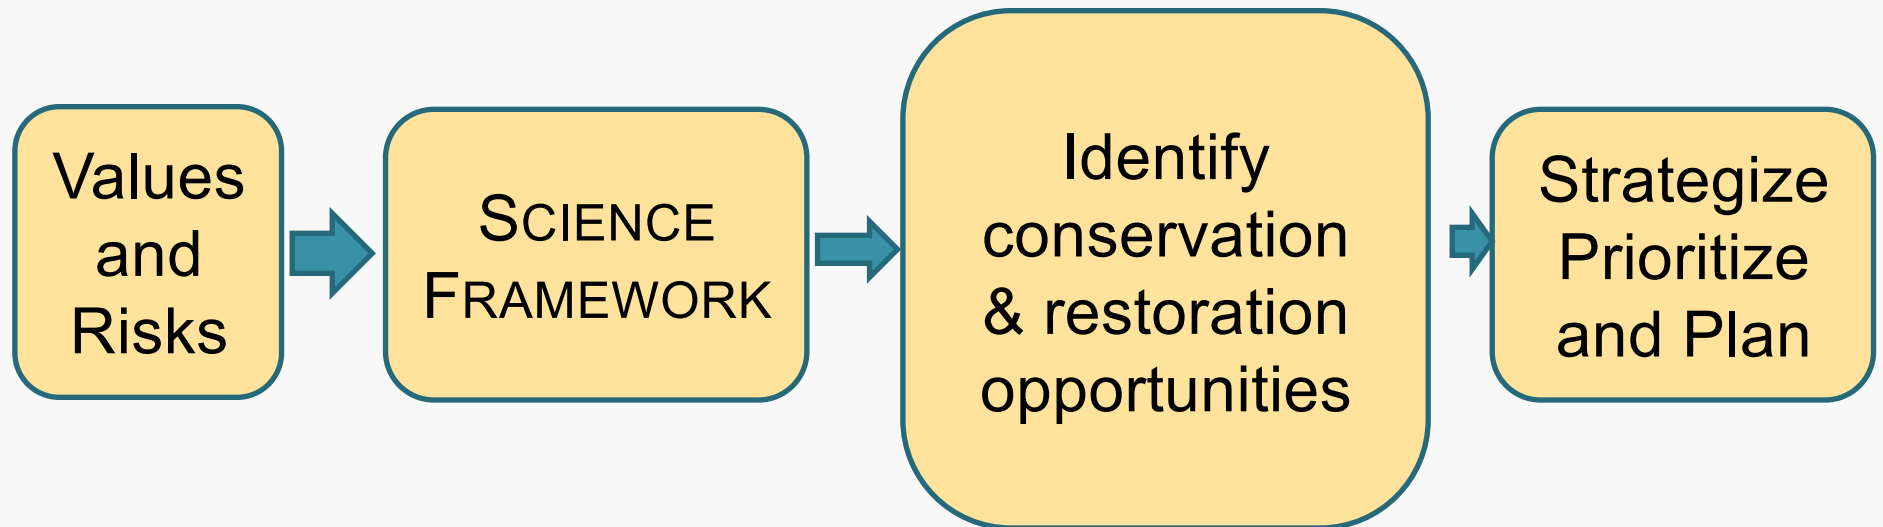 Values
and
Risks
SCIENCE
FRAMEWORK
Identify
conservation
& restoration
opportunities
Strategize
Prioritize
and Plan